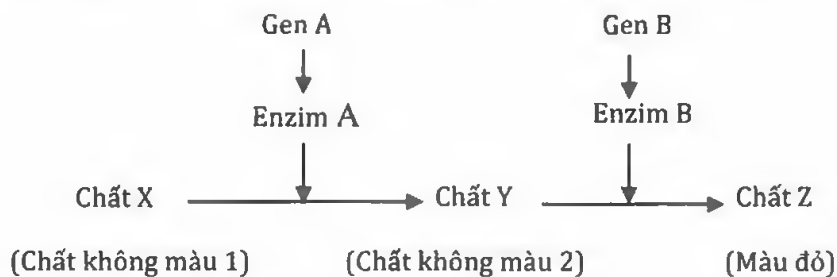 Gen A Gen B
Enzim A Enzim B
Chất X Chất Y Chất Z
(Chất không màu 1) (Chất không màu 2) (Màu đỏ)